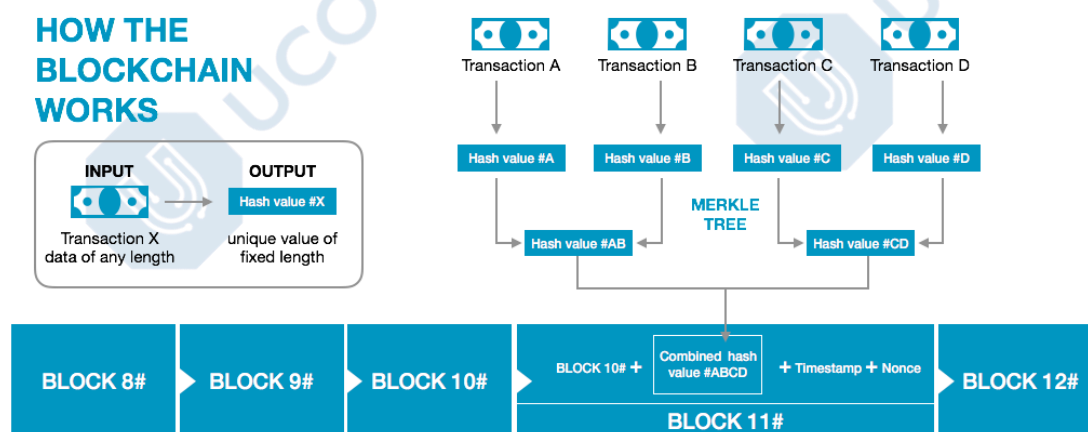 HOW THE
BLOCKCHAIN
WORKS
INPUT
OUTPUT
Hash value #X
Transaction X
data of any length
unique value of
fixed length
Transaction A
Transaction B
Transaction C
Transaction D
Hash value #A
Hash value #B
Hash value #C
Hash value #D
MERKLE
TREE
Hash value #AB
Hash value #CD
BLOCK 8#
BLOCK 9#
BLOCK 10#
BLOCK 10# +
Combined hash
value #ABCD
+ Timestamp + Nonce
BLOCK 11#
BLOCK 12#
UCO